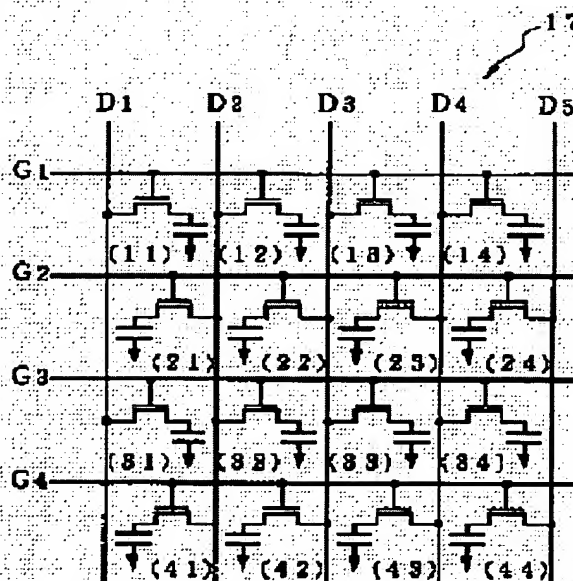 17
D1 D2 D3 D4 D5
G1
(11) (12) (13) (14)
G2
(21) (22) (23) (24)
G3
(31) (32) (33) (34)
G4
(41) (42) (43) (44)